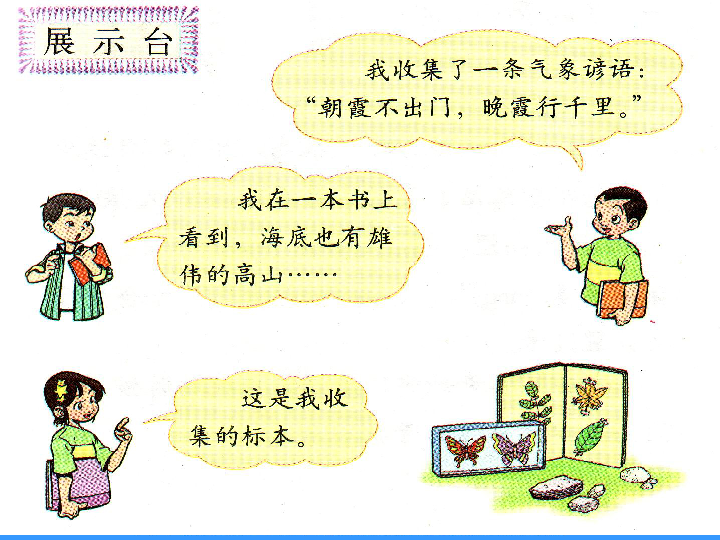 展示台
我收集了一条气象谚语：
“朝霞不出门，晚霞行千里。”
我在一本书上
看到，海底也有雄
伟的高山……
这是我收
集的标本。